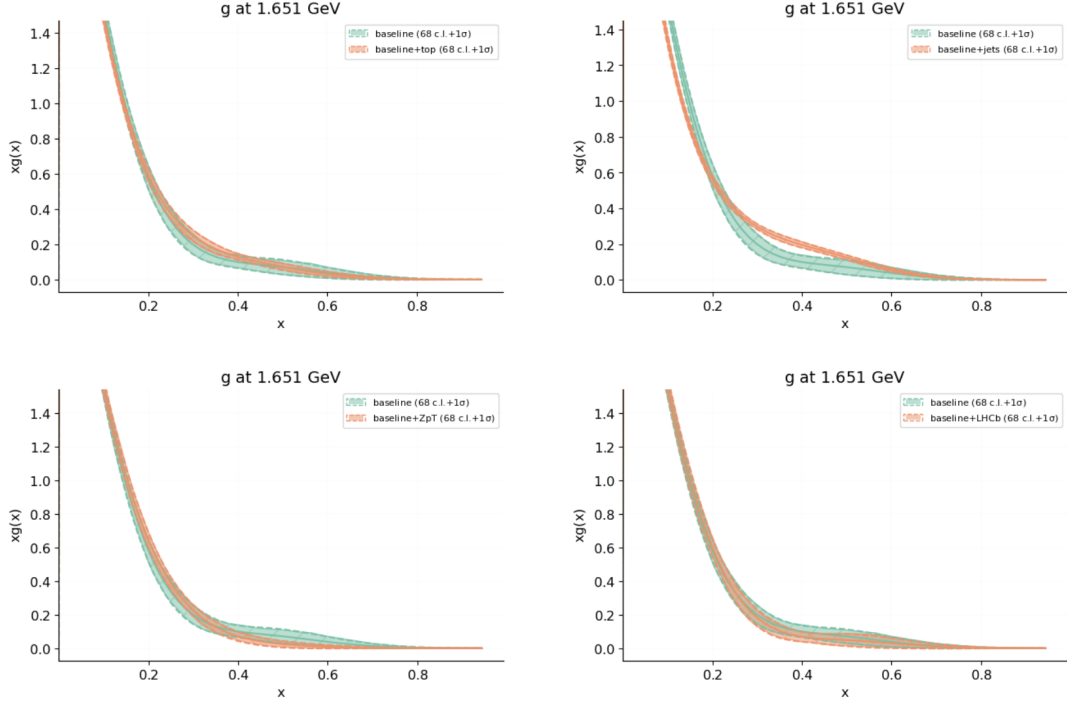 g at 1.651 GeV
baseline (68 c.l.+1σ)
baseline+top (68 c.l.+1σ)
xg(x)
1.4
1.2
1.0
0.8
0.6
0.4
0.2
0.0
0.2 0.4 0.6 0.8
x
g at 1.651 GeV
baseline (68 c.l.+1σ)
baseline+jets (68 c.l.+1σ)
xg(x)
1.4
1.2
1.0
0.8
0.6
0.4
0.2
0.0
0.2 0.4 0.6 0.8
x
g at 1.651 GeV
baseline (68 c.l.+1σ)
baseline+ZpT (68 c.l.+1σ)
xg(x)
1.4
1.2
1.0
0.8
0.6
0.4
0.2
0.0
0.2 0.4 0.6 0.8
x
g at 1.651 GeV
baseline (68 c.l.+1σ)
baseline+LHCb (68 c.l.+1σ)
xg(x)
1.4
1.2
1.0
0.8
0.6
0.4
0.2
0.0
0.2 0.4 0.6 0.8
x